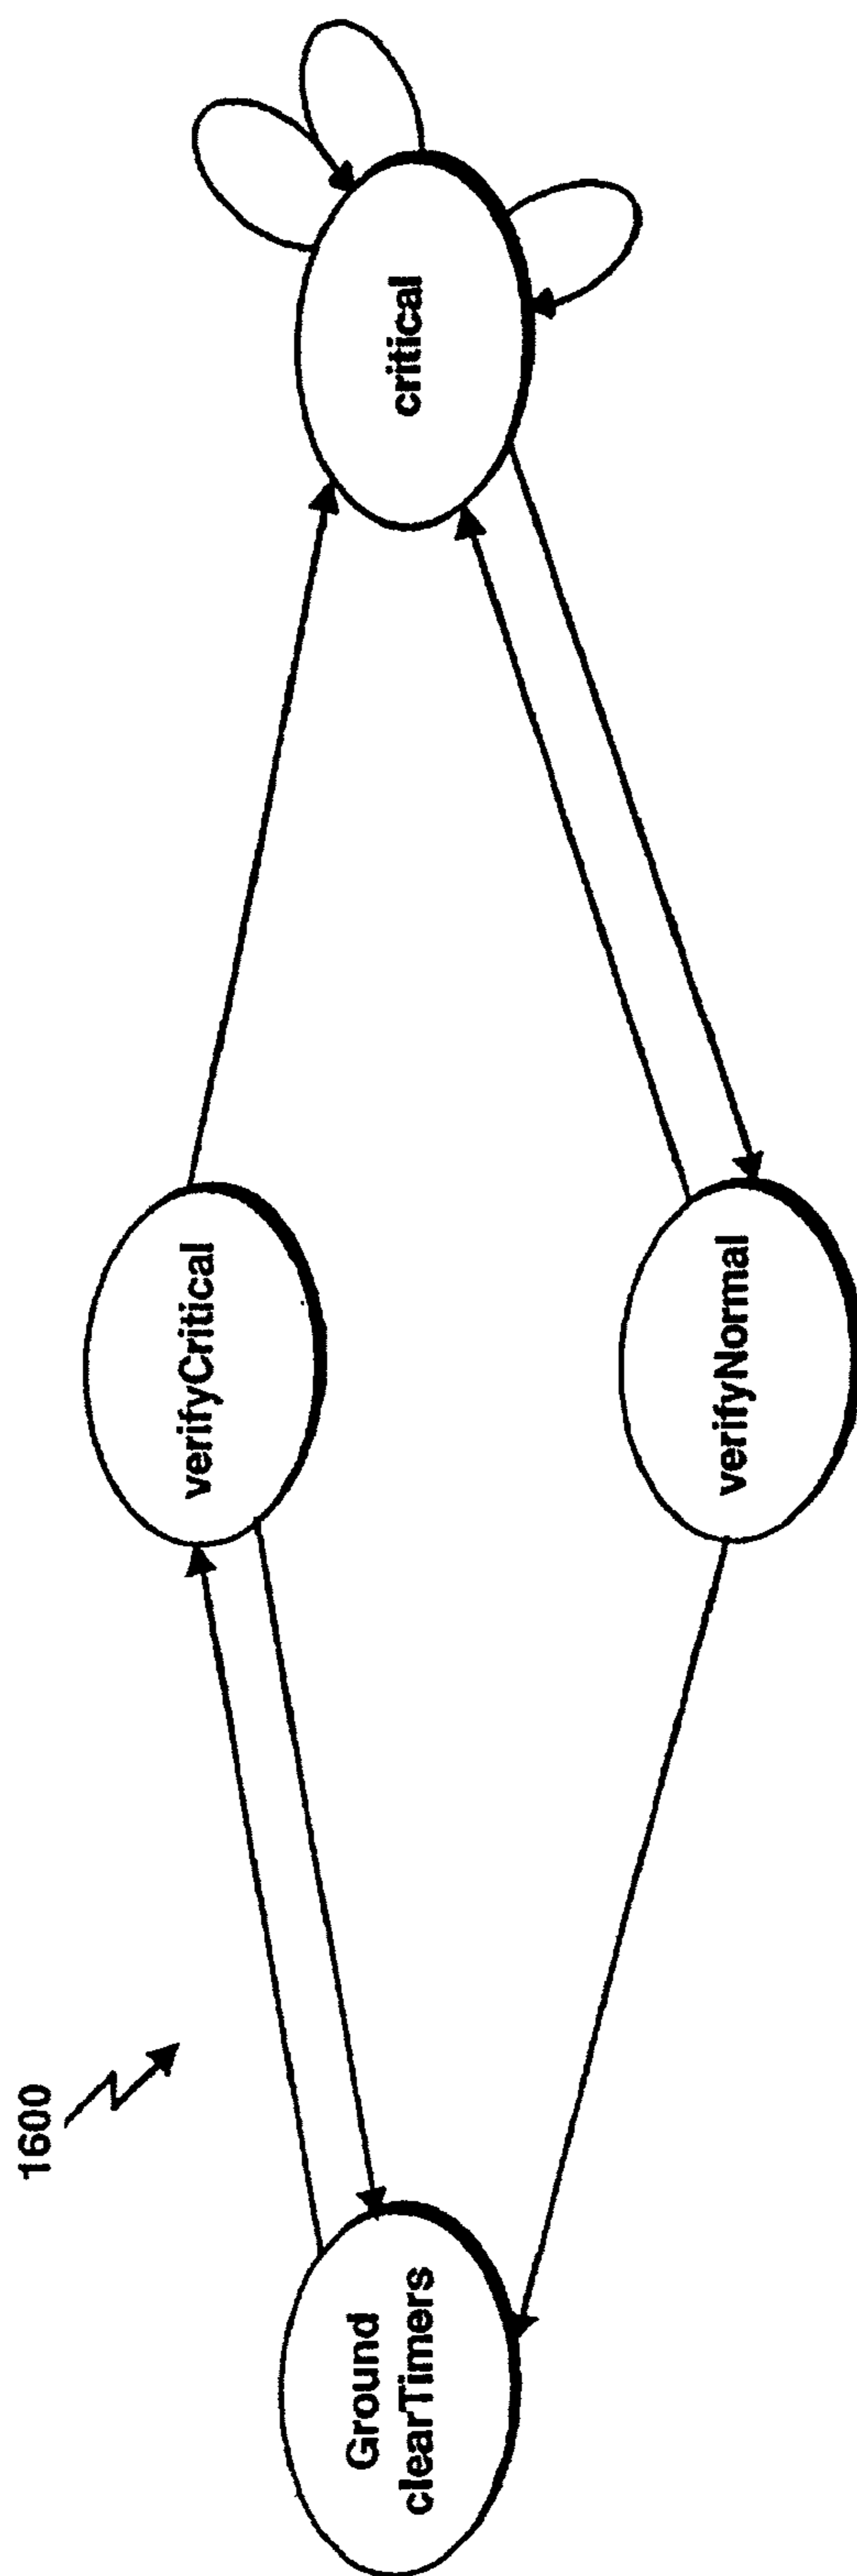 1600
Ground
clearTimers
verifyCritical
verifyNormal
critical